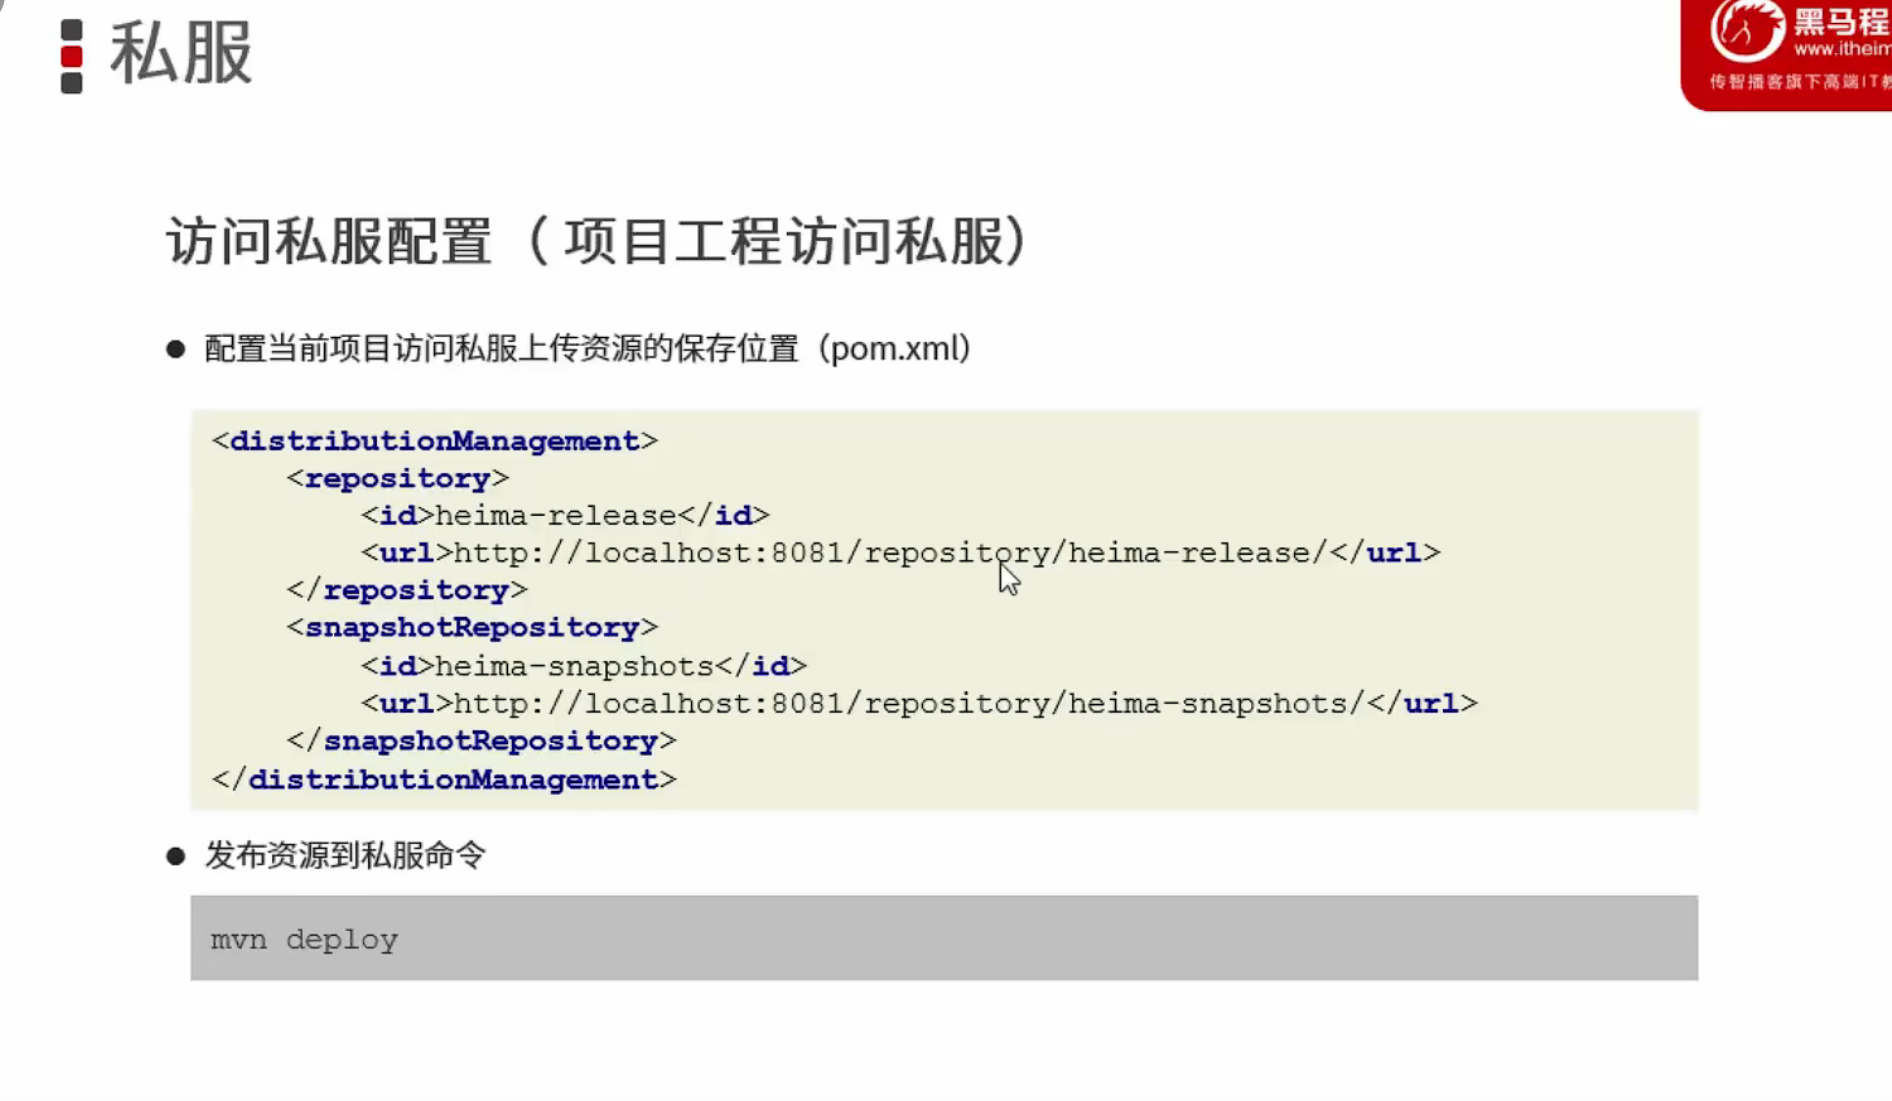 私服
黑马程
www.itheim
传智播客旗下高端IT教
访问私服配置（项目工程访问私服）
● 配置当前项目访问私服上传资源的保存位置（pom.xml）
<distributionManagement>
    <repository>
        <id>heima-release</id>
        <url>http://localhost:8081/repository/heima-release/</url>
    </repository>
    <snapshotRepository>
        <id>heima-snapshots</id>
        <url>http://localhost:8081/repository/heima-snapshots/</url>
    </snapshotRepository>
</distributionManagement>
● 发布资源到私服命令
mvn deploy